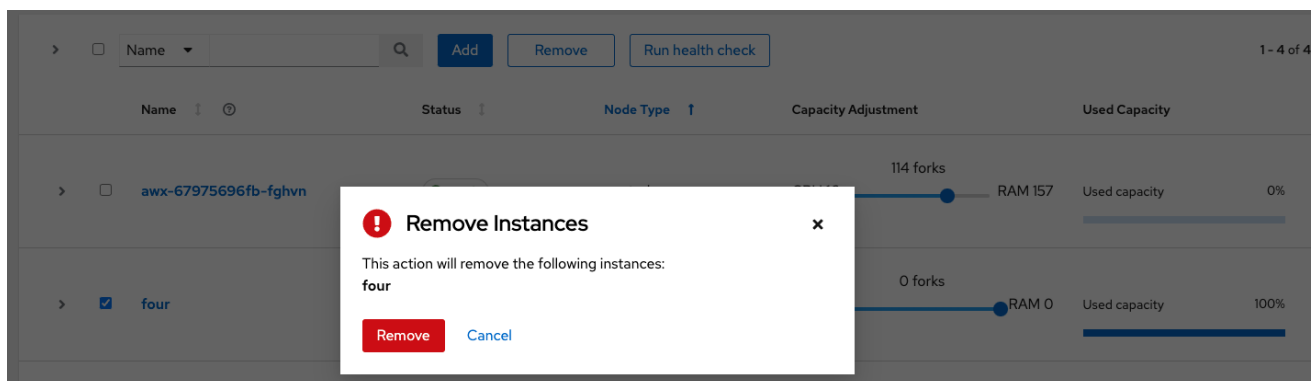 Name Add Remove Run health check 1 - 4 of 4
Name Status Node Type Capacity Adjustment Used Capacity
114 forks
awx-67975696fb-fghvn RAM 157 Used capacity 0%
Remove Instances
This action will remove the following instances:
four
0 forks
four RAM 0 Used capacity 100%
Remove Cancel